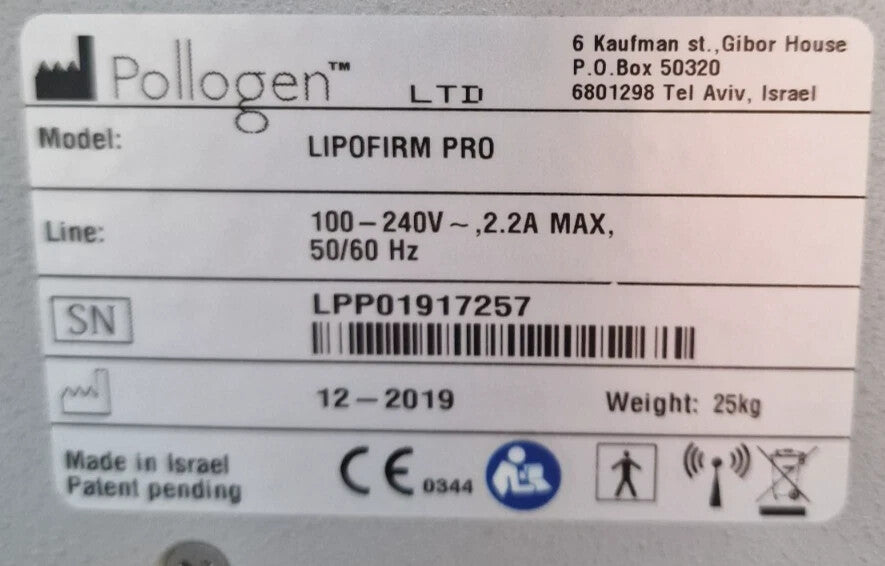 Pollogen™ LTD
6 Kaufman st.,Gibor House
P.O.Box 50320
6801298 Tel Aviv, Israel
Model: LIPOFIRM PRO
Line: 100-240V~,2.2A MAX,
50/60 Hz
SN LPP01917257
12-2019 Weight: 25kg
Made in Israel
Patent pending
CE 0344